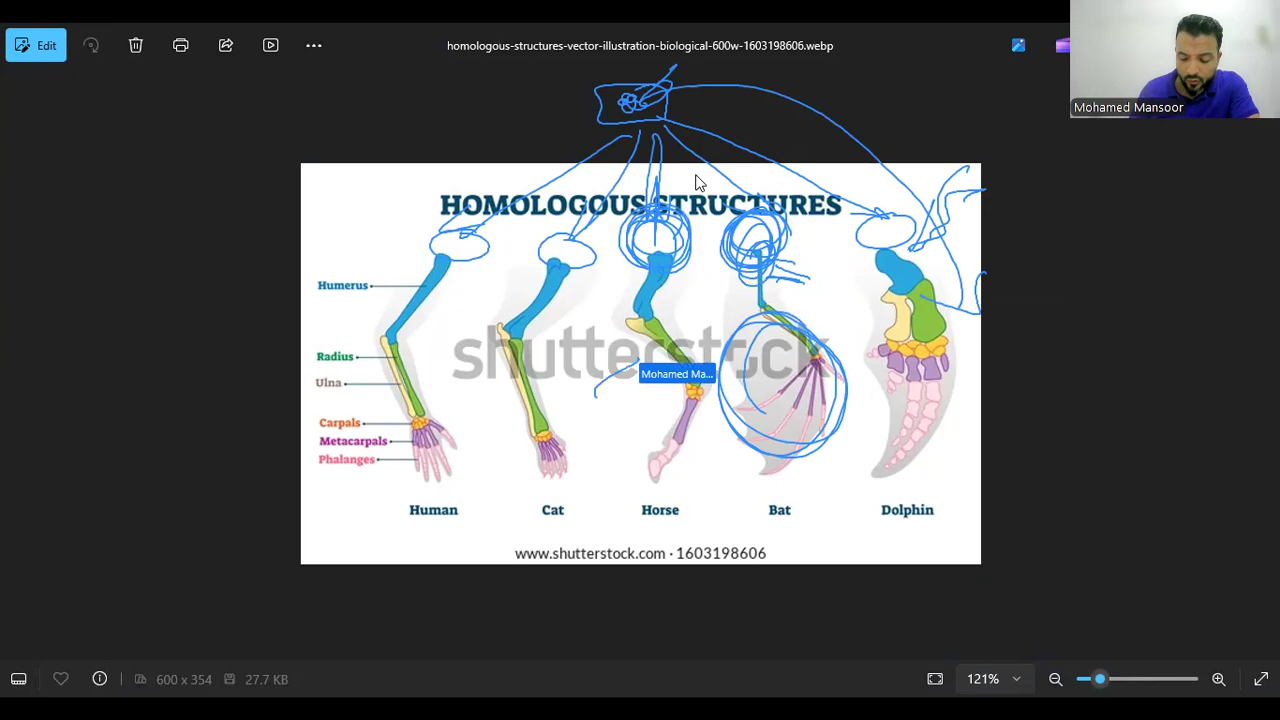 Edit
homologous-structures-vector-illustration-biological-600w-1603198606.webp
Mohamed Mansoor
HOMOLOGOUS STRUCTURES
Humerus
Radius
Ulna
Carpals
Metacarpals
Phalanges
shutterstock
Mohamed Ma...
Human Cat Horse Bat Dolphin
www.shutterstock.com · 1603198606
600 x 354 27.7 KB 121%